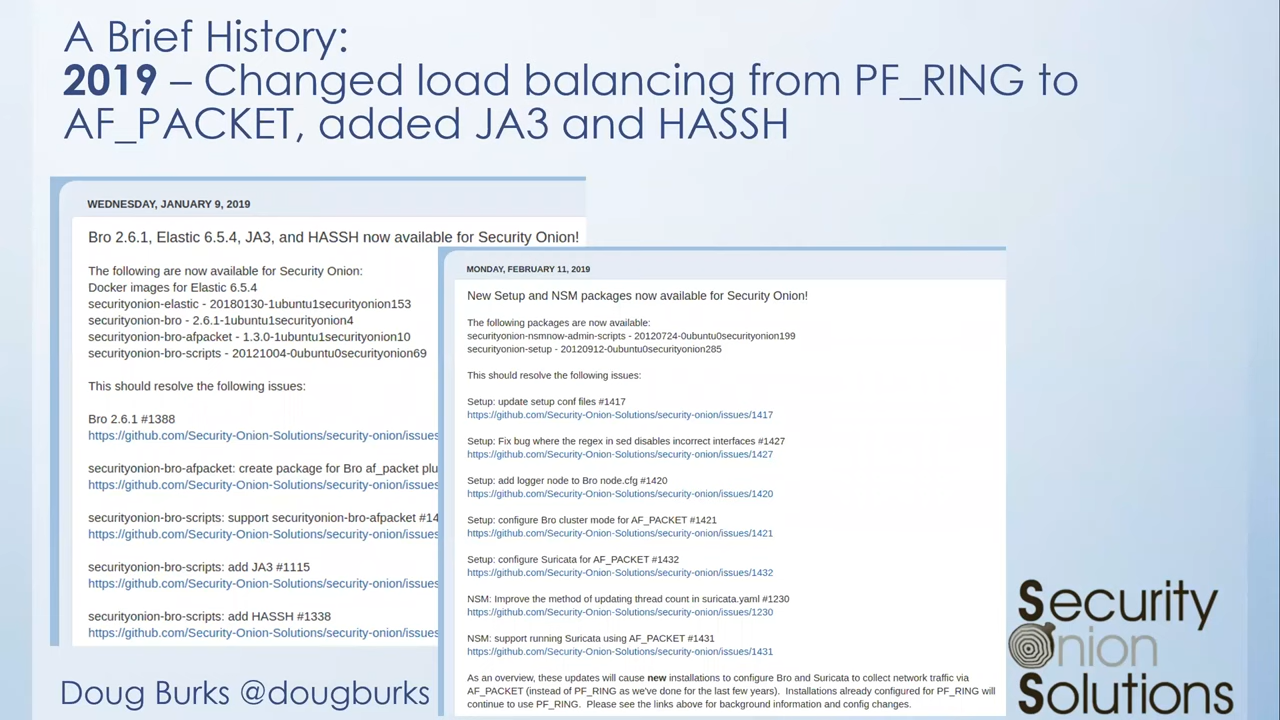 A Brief History:
2019 – Changed load balancing from PF_RING to
AF_PACKET, added JA3 and HASSH
WEDNESDAY, JANUARY 9, 2019
Bro 2.6.1, Elastic 6.5.4, JA3, and HASSH now available for Security Onion!
The following are now available for Security Onion:
Docker images for Elastic 6.5.4
securityonion-elastic - 20180130-1ubuntu1securityonion153
securityonion-bro - 2.6.1-1ubuntu1securityonion4
securityonion-bro-afpacket - 1.3.0-1ubuntu1securityonion10
securityonion-bro-scripts - 20121004-0ubuntu0securityonion69
This should resolve the following issues:
Bro 2.6.1 #1388
https://github.com/Security-Onion-Solutions/security-onion/issues
securityonion-bro-afpacket: create package for Bro af_packet plu
https://github.com/Security-Onion-Solutions/security-onion/issues
securityonion-bro-scripts: support securityonion-bro-afpacket #14
https://github.com/Security-Onion-Solutions/security-onion/issues
securityonion-bro-scripts: add JA3 #1115
https://github.com/Security-Onion-Solutions/security-onion/issues
securityonion-bro-scripts: add HASSH #1338
https://github.com/Security-Onion-Solutions/security-onion/issues
MONDAY, FEBRUARY 11, 2019
New Setup and NSM packages now available for Security Onion!
The following packages are now available:
securityonion-nsmnow-admin-scripts - 20120724-0ubuntu0securityonion199
securityonion-setup - 20120912-0ubuntu0securityonion285
This should resolve the following issues:
Setup: update setup conf files #1417
https://github.com/Security-Onion-Solutions/security-onion/issues/1417
Setup: Fix bug where the regex in sed disables incorrect interfaces #1427
https://github.com/Security-Onion-Solutions/security-onion/issues/1427
Setup: add logger node to Bro node.cfg #1420
https://github.com/Security-Onion-Solutions/security-onion/issues/1420
Setup: configure Bro cluster mode for AF_PACKET #1421
https://github.com/Security-Onion-Solutions/security-onion/issues/1421
Setup: configure Suricata for AF_PACKET #1432
https://github.com/Security-Onion-Solutions/security-onion/issues/1432
NSM: Improve the method of updating thread count in suricata.yaml #1230
https://github.com/Security-Onion-Solutions/security-onion/issues/1230
NSM: support running Suricata using AF_PACKET #1431
https://github.com/Security-Onion-Solutions/security-onion/issues/1431
As an overview, these updates will cause new installations to configure Bro and Suricata to collect network traffic via
AF_PACKET (instead of PF_RING as we've done for the last few years). Installations already configured for PF_RING will
continue to use PF_RING. Please see the links above for background information and config changes.
Doug Burks @dougburks
Security
Onion
Solutions